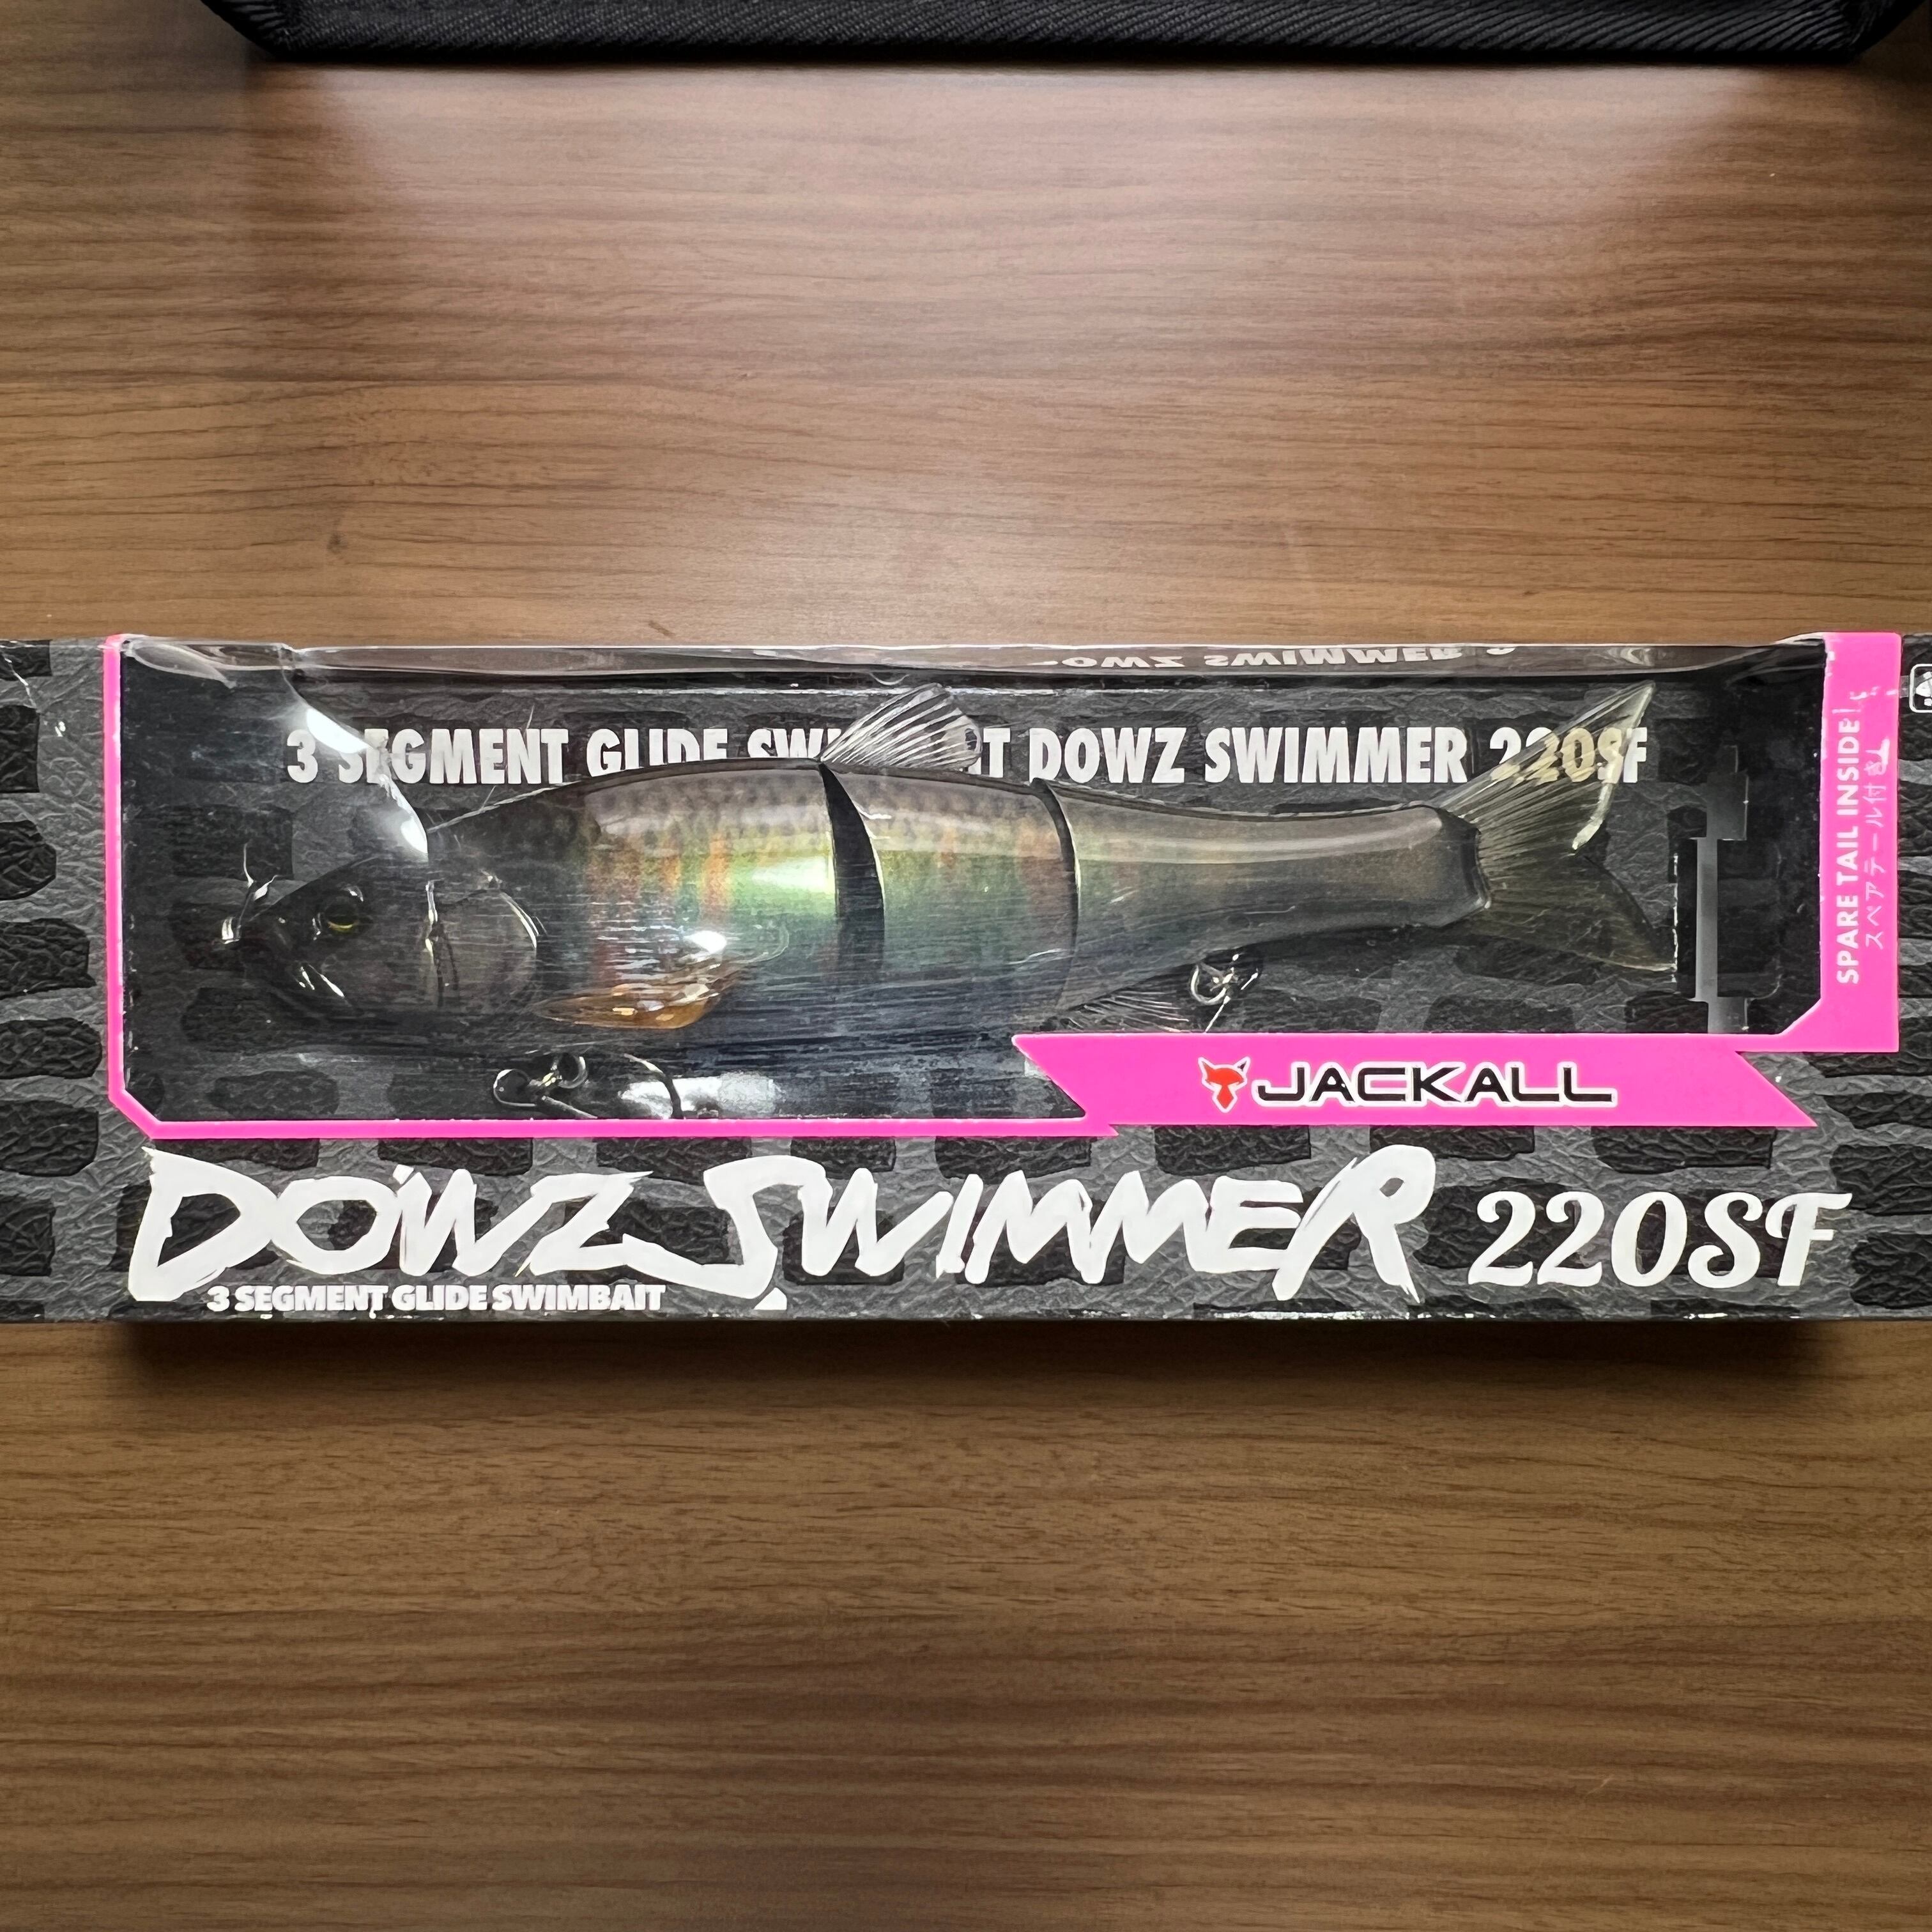 3 SEGMENT GLIDE SWI T DOWZ SWIMMER 220SF
SPARE TAIL INSIDE!
スペアテール付き!
JACKALL
DOWZ SWIMMER 220SF
3 SEGMENT GLIDE SWIMBAIT